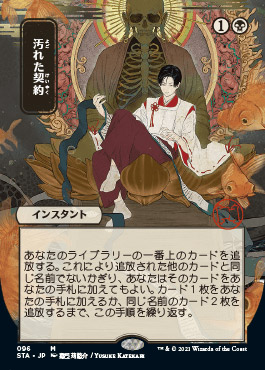 汚れた契約
よご
けいやく
1
インスタント
あなたのライブラリーの一番上のカードを追
放する。これにより追放された他のカードと同
じ名前でないかぎり、あなたはそのカードをあ
なたの手札に加えてもよい。カード1枚をあなた
の手札に加えるか、同じ名前のカード2枚を
追放するまで、この手順を繰り返す。
096 M
STA • JP
YUSUKE KATEKARI
™ & © 2021 Wizards of the Coast